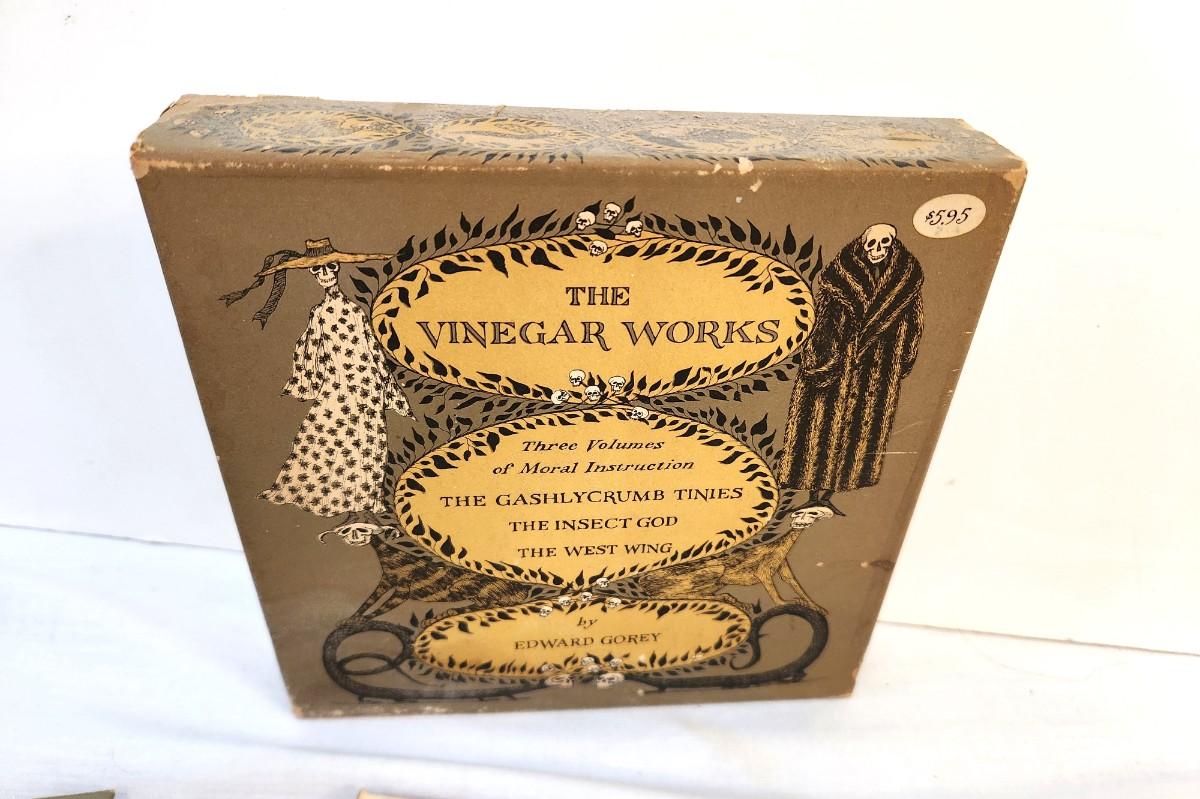 $5.95
THE
VINEGAR WORKS
Three Volumes
of Moral Instruction
THE GASHLYCRUMB TINIES
THE INSECT GOD
THE WEST WING
by
EDWARD GOREY